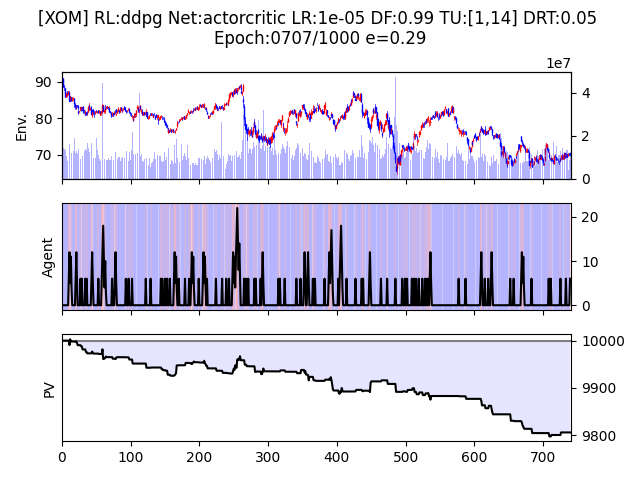 [XOM] RL:ddpg Net:actorcritic LR:1e-05 DF:0.99 TU:[1,14] DRT:0.05
Epoch:0707/1000 e=0.29
1e7
Env.
90
80
70
4
2
0
Agent
20
10
0
PV
10000
9900
9800
0 100 200 300 400 500 600 700